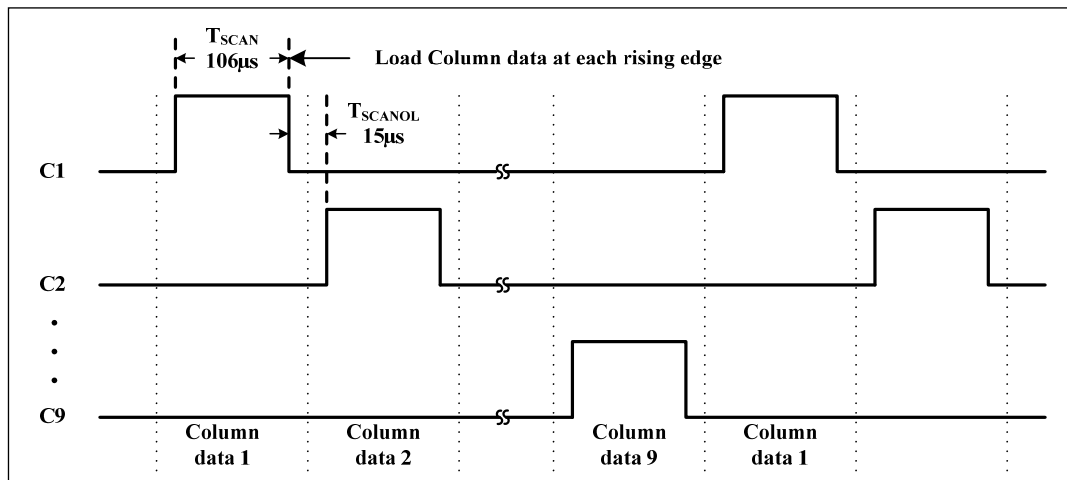 TSCAN
106µs
Load Column data at each rising edge
TSCANOL
15µs
C1
C2
C9
Column
data 1
Column
data 2
Column
data 9
Column
data 1